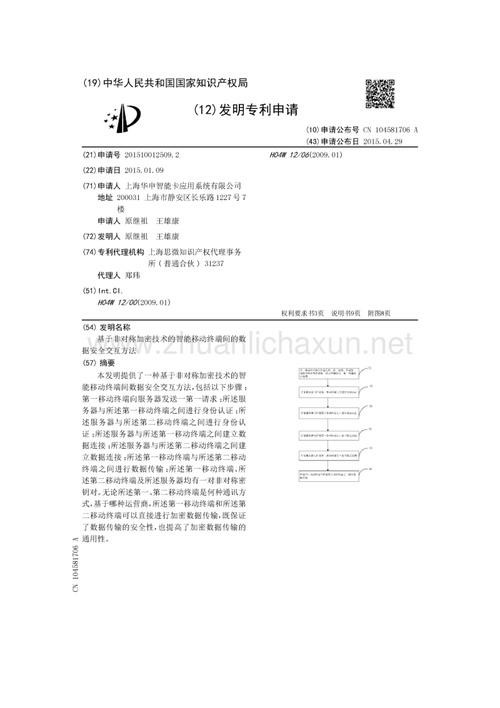 (19)中华人民共和国国家知识产权局
(12)发明专利申请
(10)申请公布号 CN 104581706 A
(43)申请公布日 2015.04.29
(21)申请号 201510012509.2
(22)申请日 2015.01.09
(71)申请人 上海华申智能卡应用系统有限公司
地址 200031 上海市静安区长乐路1227号7
楼
申请人 原继祖 王雄康
(72)发明人 原继祖 王雄康
(74)专利代理机构 上海思微知识产权代理事务
所(普通合伙) 31237
代理人 郑玮
(51)Int.Cl.
H04W 12/00(2009.01)
H04W 12/06(2009.01)
权利要求书3页 说明书9页 附图8页
(54)发明名称
基于非对称加密技术的智能移动终端间的数
据安全交互方法
(57)摘要
本发明提供了一种基于非对称加密技术的智
能移动终端间数据安全交互方法,包括以下步骤:
第一移动终端向服务器发送一第一请求;所述服
务器与所述第一移动终端之间进行身份认证;所
述服务器与所述第二移动终端之间进行身份认
证;所述服务器与所述第一移动终端之间建立数
据连接;所述服务器与所述第二移动终端之间建
立数据连接;所述第一终端与所述第二移动
终端之间进行数据传输;所述第一移动终端、所
述第二移动终端及所述服务器均有一对非对称密
钥对。无论所述第一、第二移动终端是何种通讯方
式,基于哪种运营商,所述第一移动终端和所述第
二移动终端可以直接进行加密数据传输,既保证
了数据传输的安全性,也提高了加密数据传输的
通用性。
CN 104581706 A
www.zhuanlichaxun.net